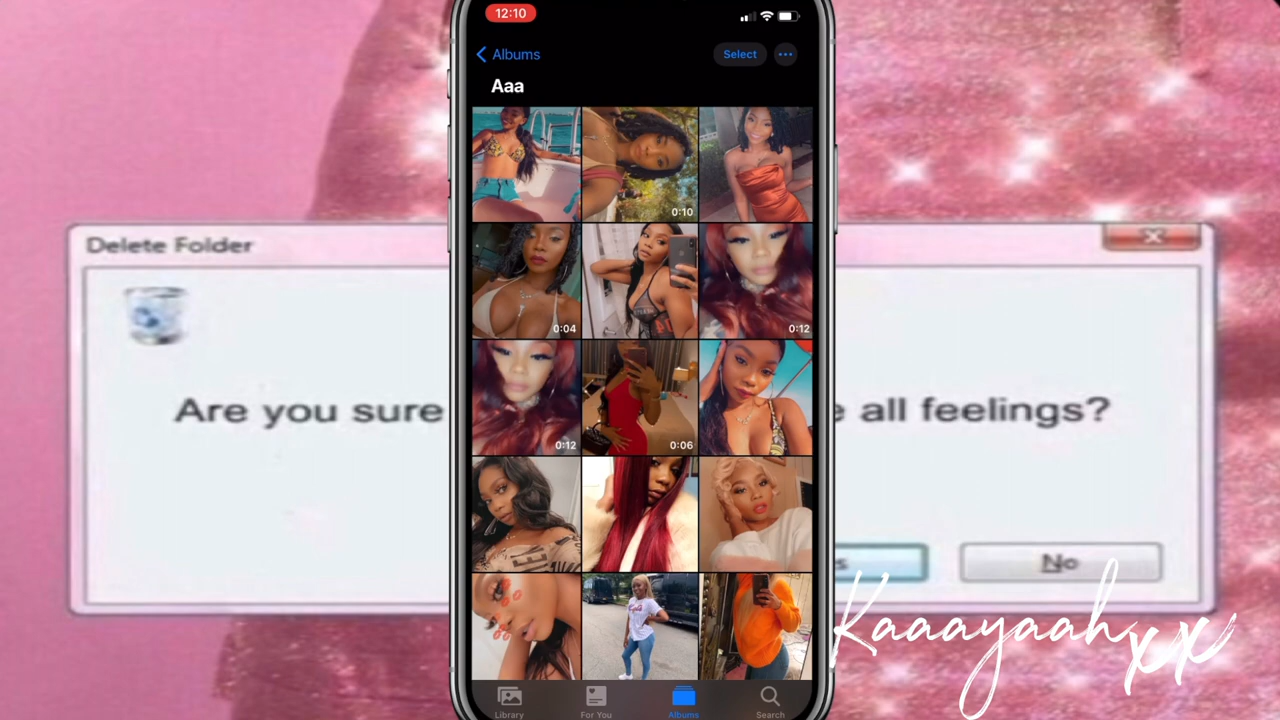 12:10
Albums
Select
Aaa
0:10
0:04
0:12
0:12
0:06
Delete Folder
Are you sure
all feelings?
No
Kaaayaahxx
Library
For You
Albums
Search